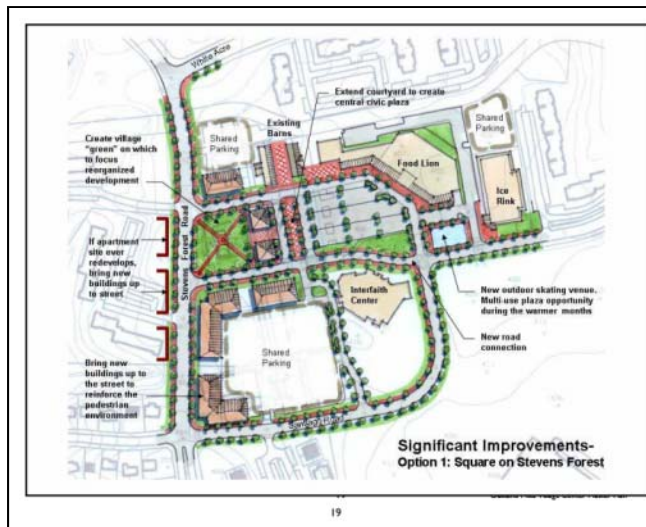 White Acre
Extend courtyard to create
central civic plaza
Shared
Parking
Existing
Barns
Shared
Parking
Create village
"green" on which
to focus
reorganized
development
Food Lion
Ice
Rink
Stevens Forest Road
If apartment
site ever
redevelops,
bring new
buildings up
to street
Interfaith
Center
New outdoor skating venue.
Multi-use plaza opportunity
during the warmer months
New road
connection
Shared
Parking
Bring new
buildings up to
the street to
reinforce the
pedestrian
environment
Road
Significant Improvements-
Option 1: Square on Stevens Forest
19